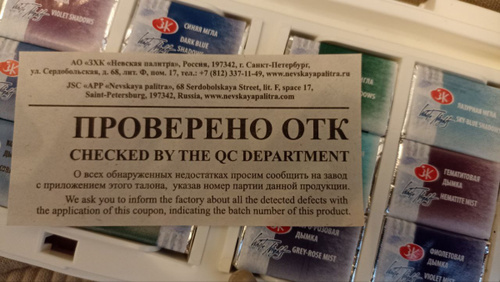 VIOLET SHADOWS
СИНЯЯ МГЛА
DARK BLUE
SHADOWS
АО «ЗХК «Невская палитра», Россия, 197342, г. Санкт-Петербург,
ул. Сердобольская, д. 68, лит. Ф, пом. 17, тел.: +7 (812) 337-11-49, www.nevskayapalitra.ru
JSC «APP «Nevskaya palitra», 68 Serdobolskaya Street, lit. F, space 17,
Saint-Petersburg, 197342, Russia, www.nevskayapalitra.com
ПРОВЕРЕНО ОТК
CHECKED BY THE QC DEPARTMENT
О всех обнаруженных недостатках просим сообщить на завод
с приложением этого талона, указав номер партии данной продукции.
We ask you to inform the factory about all the detected defects with
the application of this coupon, indicating the batch number of this product.
ЛАЗУРНАЯ МГЛА
SKY-BLUE SHADOWS
ГЕМАТИТОВАЯ
ДЫМКА
HEMATITE MIST
РОЗОВАЯ
ДЫМКА
GREY-ROSE MIST
ФИОЛЕТОВАЯ
ДЫМКА
VIOLET MIST